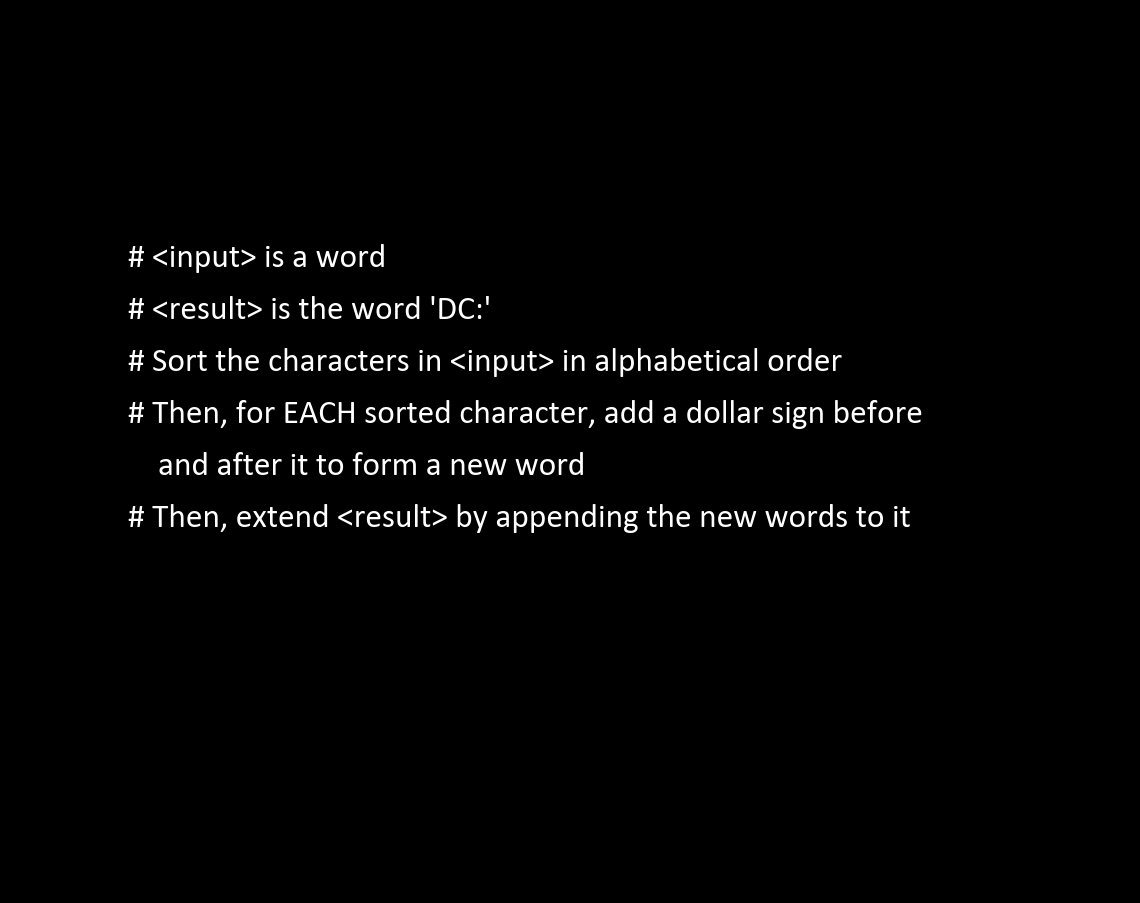 # <input> is a word
# <result> is the word 'DC:'
# Sort the characters in <input> in alphabetical order
# Then, for EACH sorted character, add a dollar sign before
and after it to form a new word
# Then, extend <result> by appending the new words to it